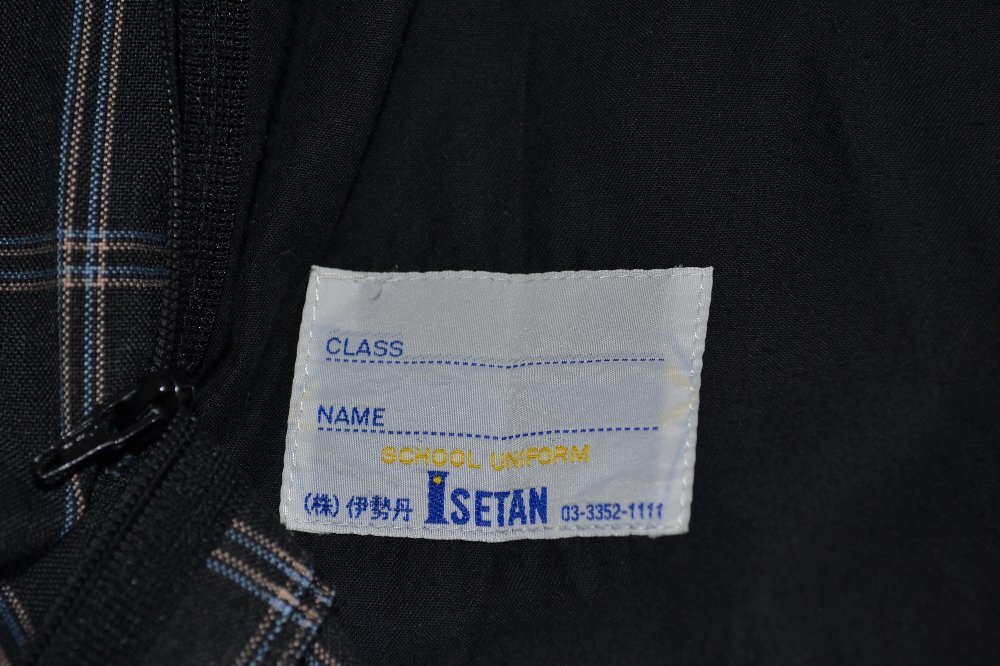 CLASS
NAME
SCHOOL UNIFORM
(株)伊勢丹 ISETAN 03-3352-1111